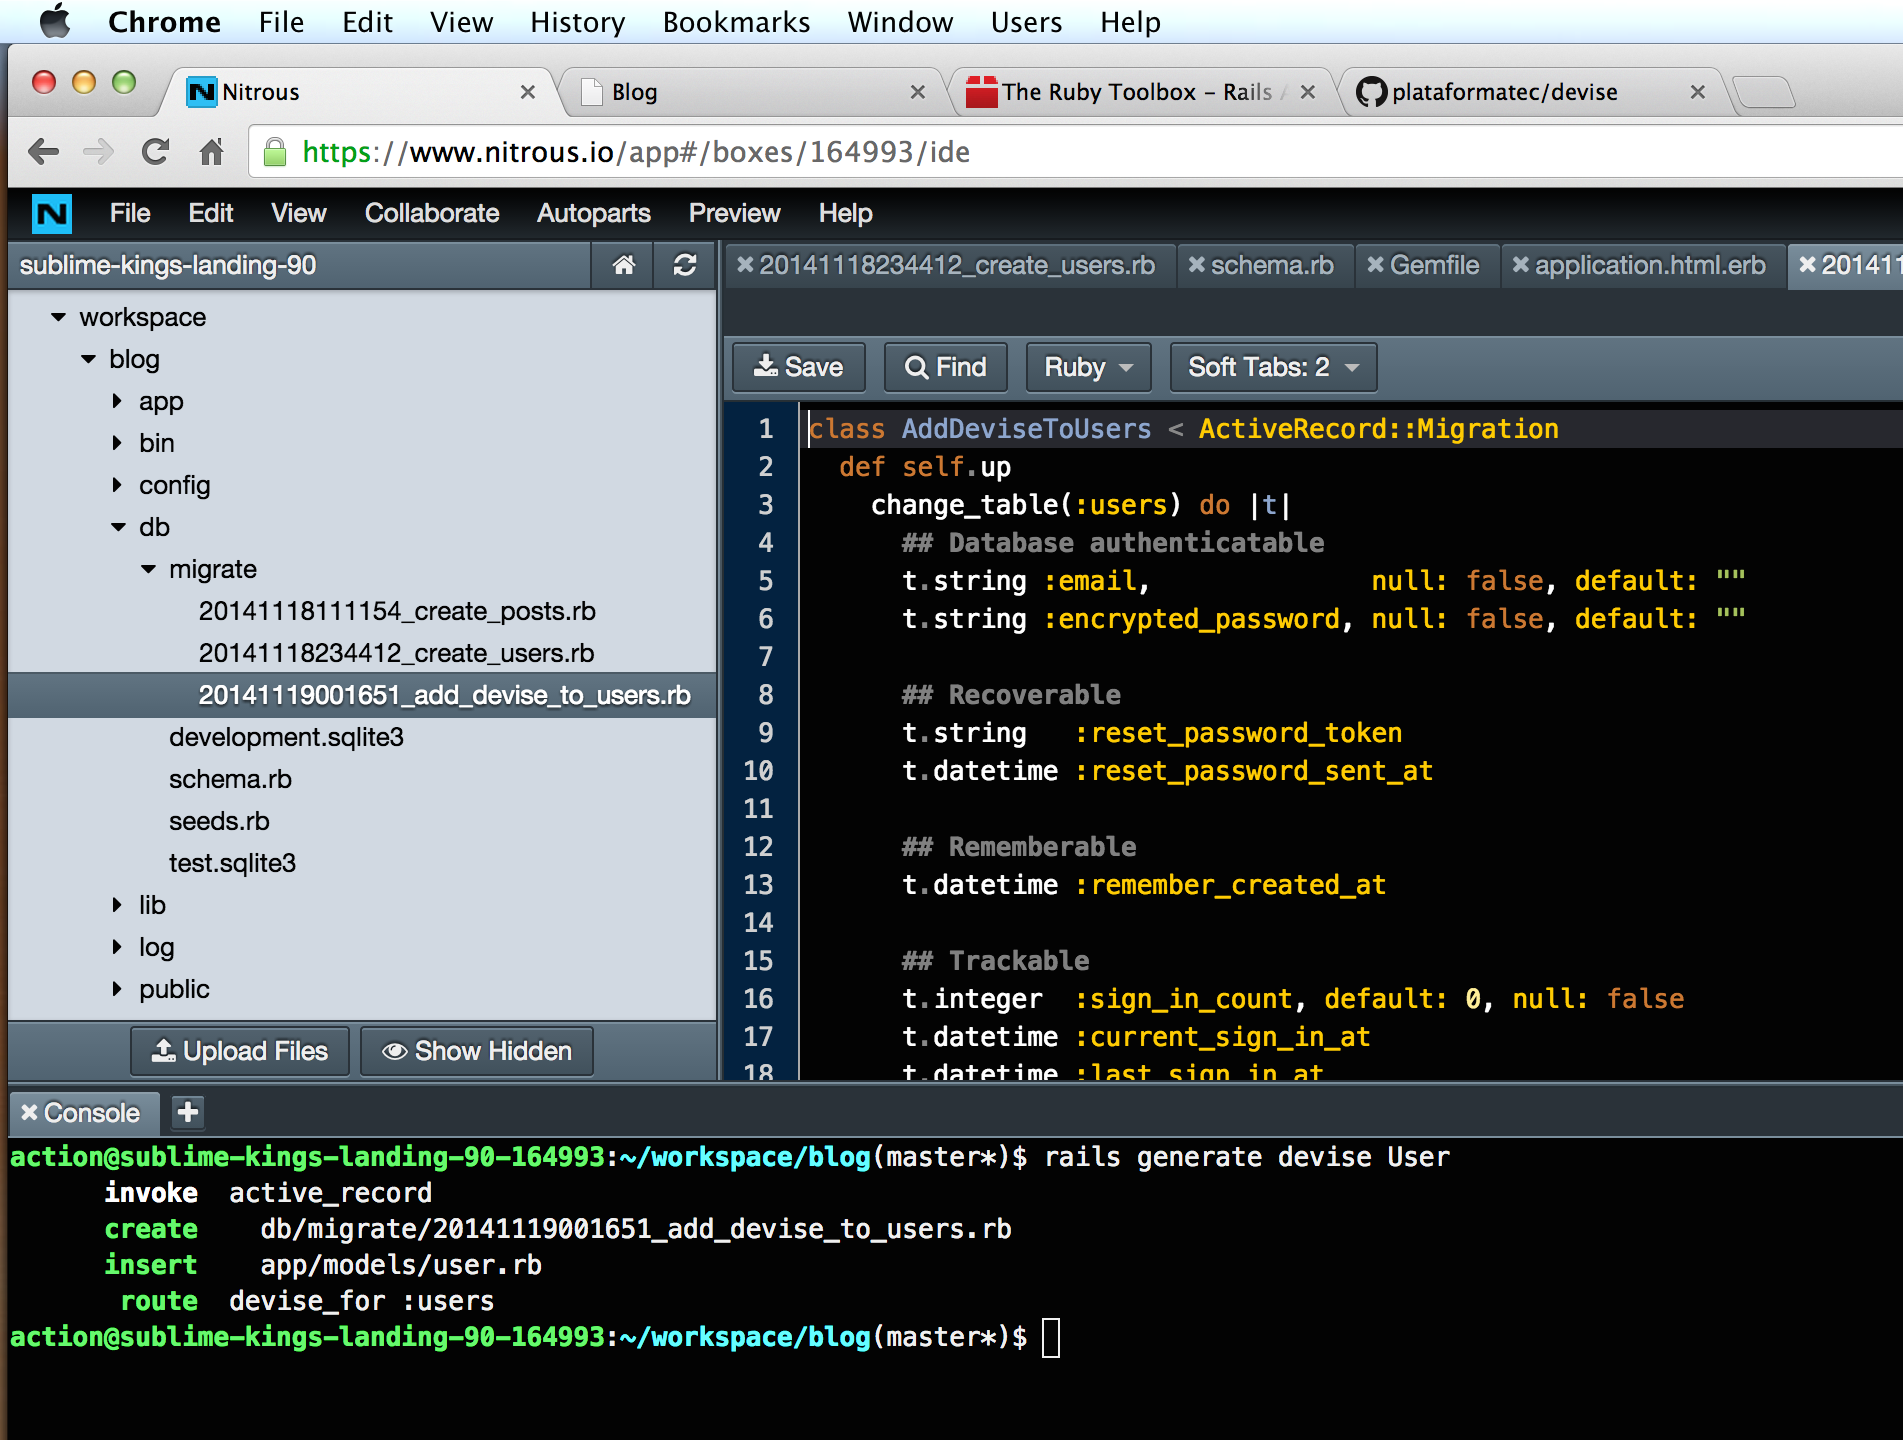 Chrome File Edit View History Bookmarks Window Users Help
Nitrous Blog The Ruby Toolbox – Rails plataformatec/devise
https://www.nitrous.io/app#/boxes/164993/ide
N File Edit View Collaborate Autoparts Preview Help
sublime-kings-landing-90
workspace
blog
app
bin
config
db
migrate
20141118111154_create_posts.rb
20141118234412_create_users.rb
20141119001651_add_devise_to_users.rb
development.sqlite3
schema.rb
seeds.rb
test.sqlite3
lib
log
public
Upload Files Show Hidden
20141118234412_create_users.rb schema.rb Gemfile application.html.erb 201411
Save Find Ruby Soft Tabs: 2
1 class AddDeviseToUsers < ActiveRecord::Migration
2 def self.up
3 change_table(:users) do |t|
4 ## Database authenticatable
5 t.string :email, null: false, default: ""
6 t.string :encrypted_password, null: false, default: ""
7
8 ## Recoverable
9 t.string :reset_password_token
10 t.datetime :reset_password_sent_at
11
12 ## Rememberable
13 t.datetime :remember_created_at
14
15 ## Trackable
16 t.integer :sign_in_count, default: 0, null: false
17 t.datetime :current_sign_in_at
18 t.datetime :last_sign_in_at
Console
action@sublime-kings-landing-90-164993:~/workspace/blog(master*)$ rails generate devise User
invoke active_record
create db/migrate/20141119001651_add_devise_to_users.rb
insert app/models/user.rb
route devise_for :users
action@sublime-kings-landing-90-164993:~/workspace/blog(master*)$